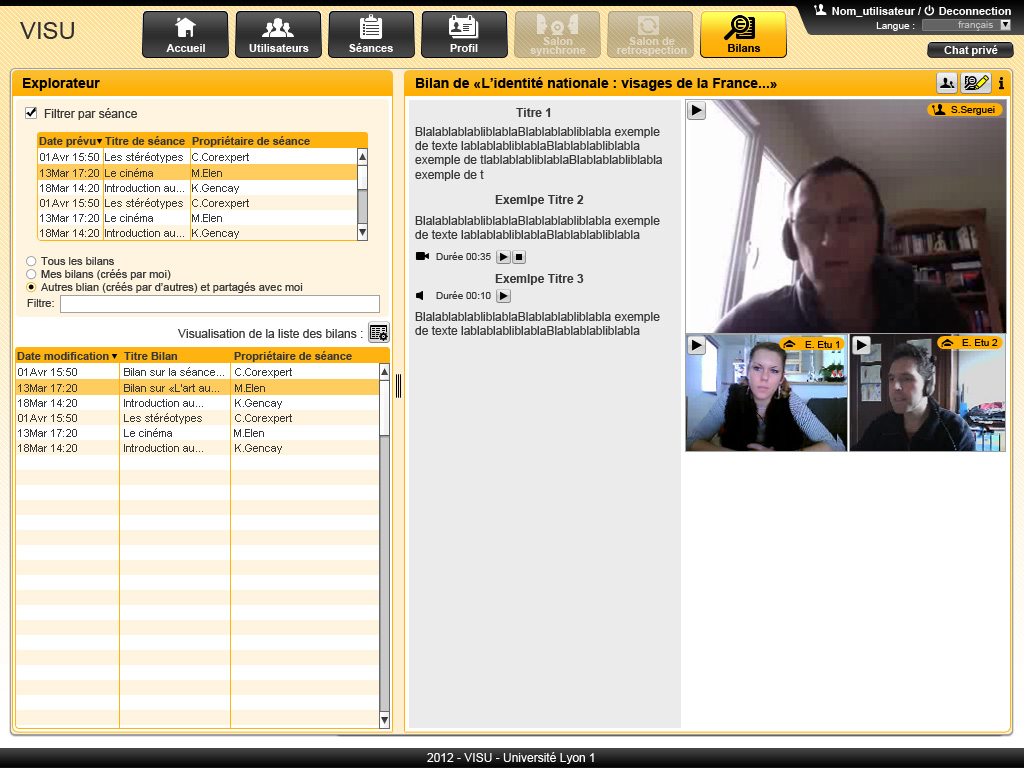 VISU
Accueil
Utilisateurs
Séances
Profil
Salon synchrone
Salon de retrospection
Bilans
Nom_utilisateur / Deconnection
Langue : français
Chat privé
Explorateur
Filtrer par séance
Date prévu Titre de séance Propriétaire de séance
01Avr 15:50 Les stéréotypes C.Corexpert
13Mar 17:20 Le cinéma M.Elen
18Mar 14:20 Introduction au... K.Gencay
01Avr 15:50 Les stéréotypes C.Corexpert
13Mar 17:20 Le cinéma M.Elen
18Mar 14:20 Introduction au... K.Gencay
Tous les bilans
Mes bilans (créés par moi)
Autres blian (créés par d'autres) et partagés avec moi
Filtre:
Visualisation de la liste des bilans :
Date modification Titre Bilan Propriétaire de séance
01Avr 15:50 Bilan sur la séance... C.Corexpert
13Mar 17:20 Bilan sur «L'art au... M.Elen
18Mar 14:20 Introduction au... K.Gencay
01Avr 15:50 Les stéréotypes C.Corexpert
13Mar 17:20 Le cinéma M.Elen
18Mar 14:20 Introduction au... K.Gencay
Bilan de «L'identité nationale : visages de la France...»
Titre 1
BlalablablabliblablaBlablablabliblabla exemple
de texte lablablabliblablaBlablablabliblabla
exemple de tlablablabliblablaBlablablabliblabla
exemple de t
Exemlpe Titre 2
BlalablablabliblablaBlablablabliblabla exemple
de texte lablablabliblablaBlablablabliblabla
Durée 00:35
Exemlpe Titre 3
Durée 00:10
BlalablablabliblablaBlablablabliblabla exemple
de texte lablablabliblablaBlablablabliblabla
S.Serguei
E. Etu 1
E. Etu 2
2012 - VISU - Université Lyon 1